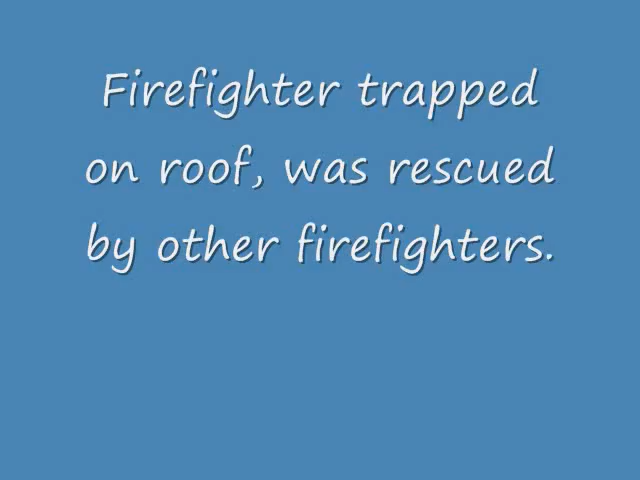 Firefighter trapped
on roof, was rescued
by other firefighters.